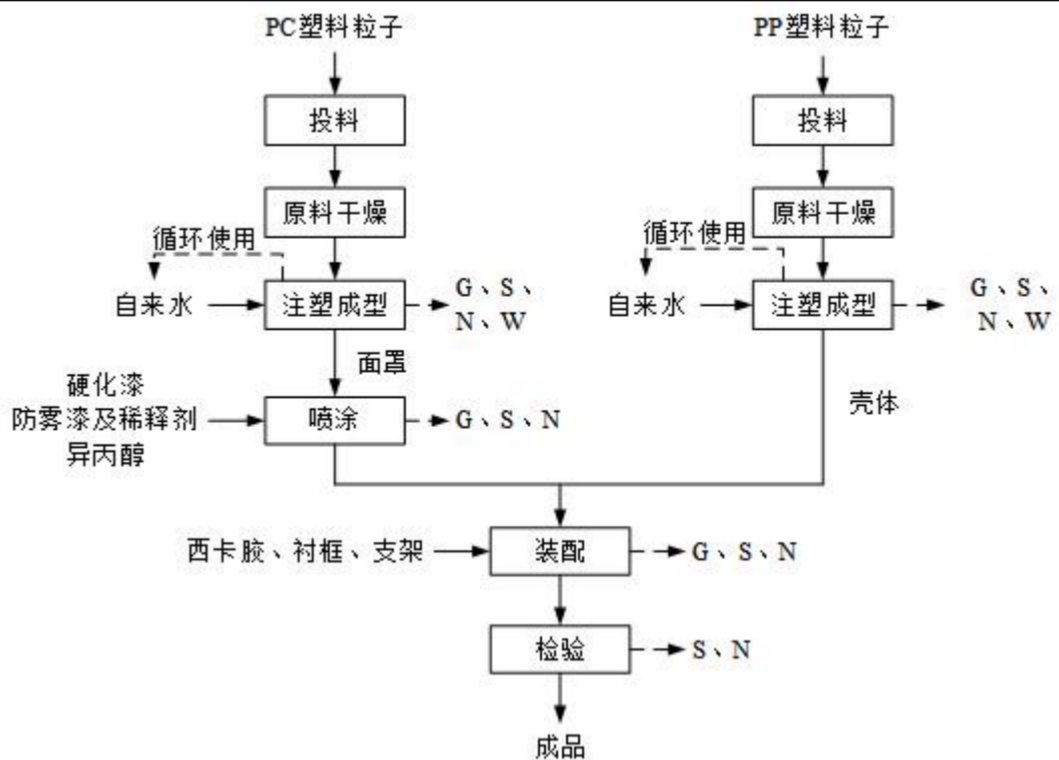 PC塑料粒子
PP塑料粒子
投料
投料
原料干燥
原料干燥
循环使用
循环使用
自来水
注塑成型
G、S、
N、W
自来水
注塑成型
G、S、
N、W
面罩
壳体
硬化漆
防雾漆及稀释剂
异丙醇
喷涂
G、S、N
西卡胶、衬框、支架
装配
G、S、N
检验
S、N
成品